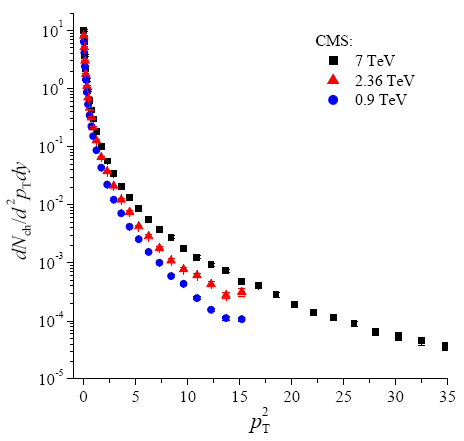 10¹
10⁰
10⁻¹
10⁻²
10⁻³
10⁻⁴
10⁻⁵
dN_ch/d²p_Tdy
CMS:
7 TeV
2.36 TeV
0.9 TeV
0 5 10 15 20 25 30 35
p_T²